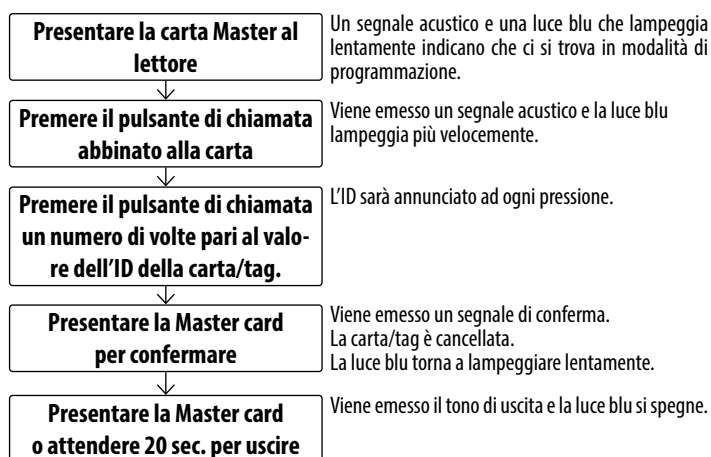 Presentare la carta Master al
lettore
Un segnale acustico e una luce blu che lampeggia
lentamente indicano che ci si trova in modalità di
programmazione.
Premere il pulsante di chiamata
abbinato alla carta
Viene emesso un segnale acustico e la luce blu
lampeggia più velocemente.
Premere il pulsante di chiamata
un numero di volte pari al valo-
re dell'ID della carta/tag.
L'ID sarà annunciato ad ogni pressione.
Presentare la Master card
per confermare
Viene emesso un segnale di conferma.
La carta/tag è cancellata.
La luce blu torna a lampeggiare lentamente.
Presentare la Master card
o attendere 20 sec. per uscire
Viene emesso il tono di uscita e la luce blu si spegne.